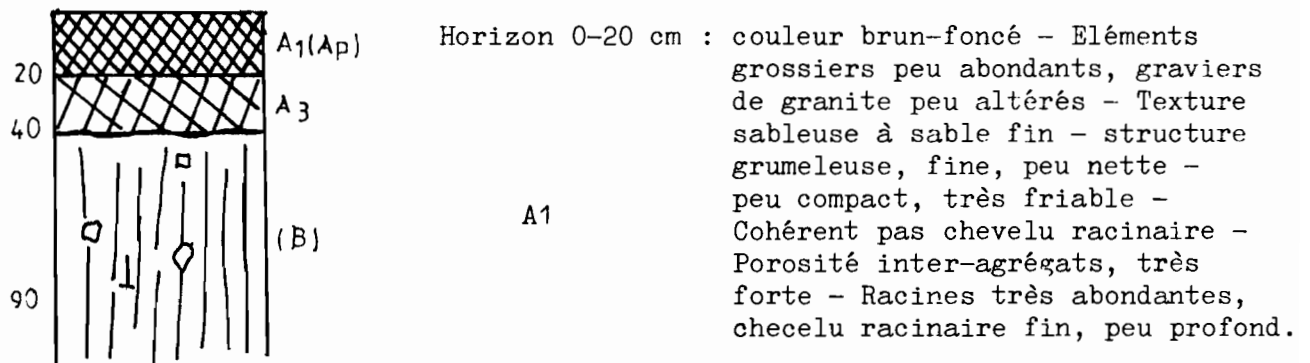 A1(Ap)
20
A3
40
(B)
90
Horizon 0-20 cm : couleur brun-foncé - Eléments
grossiers peu abondants, graviers
de granite peu altérés - Texture
sableuse à sable fin - structure
grumeleuse, fine, peu nette -
peu compact, très friable -
A1
Cohérent pas chevelu racinaire -
Porosité inter-agrégats, très
forte - Racines très abondantes,
checelu racinaire fin, peu profond.